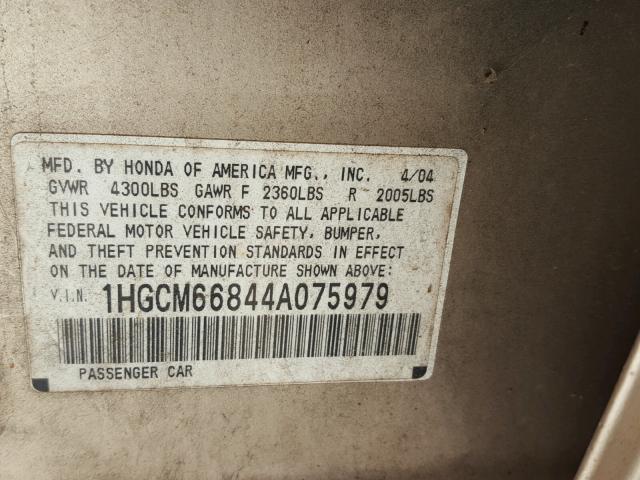 MFD. BY HONDA OF AMERICA MFG., INC. 4/04
GVWR 4300LBS GAWR F 2360LBS R 2005LBS
THIS VEHICLE CONFORMS TO ALL APPLICABLE
FEDERAL MOTOR VEHICLE SAFETY, BUMPER,
AND THEFT PREVENTION STANDARDS IN EFFECT
ON THE DATE OF MANUFACTURE SHOWN ABOVE:
V.I.N. 1HGCM66844A075979
PASSENGER CAR